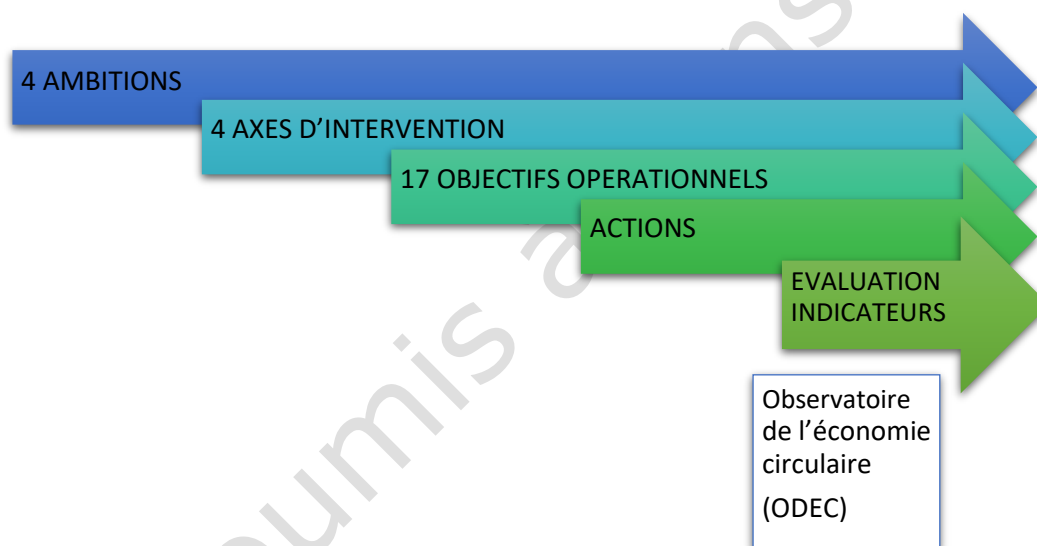 4 AMBITIONS
4 AXES D'INTERVENTION
17 OBJECTIFS OPERATIONNELS
ACTIONS
EVALUATION
INDICATEURS
Observatoire
de l'économie
circulaire
(ODEC)